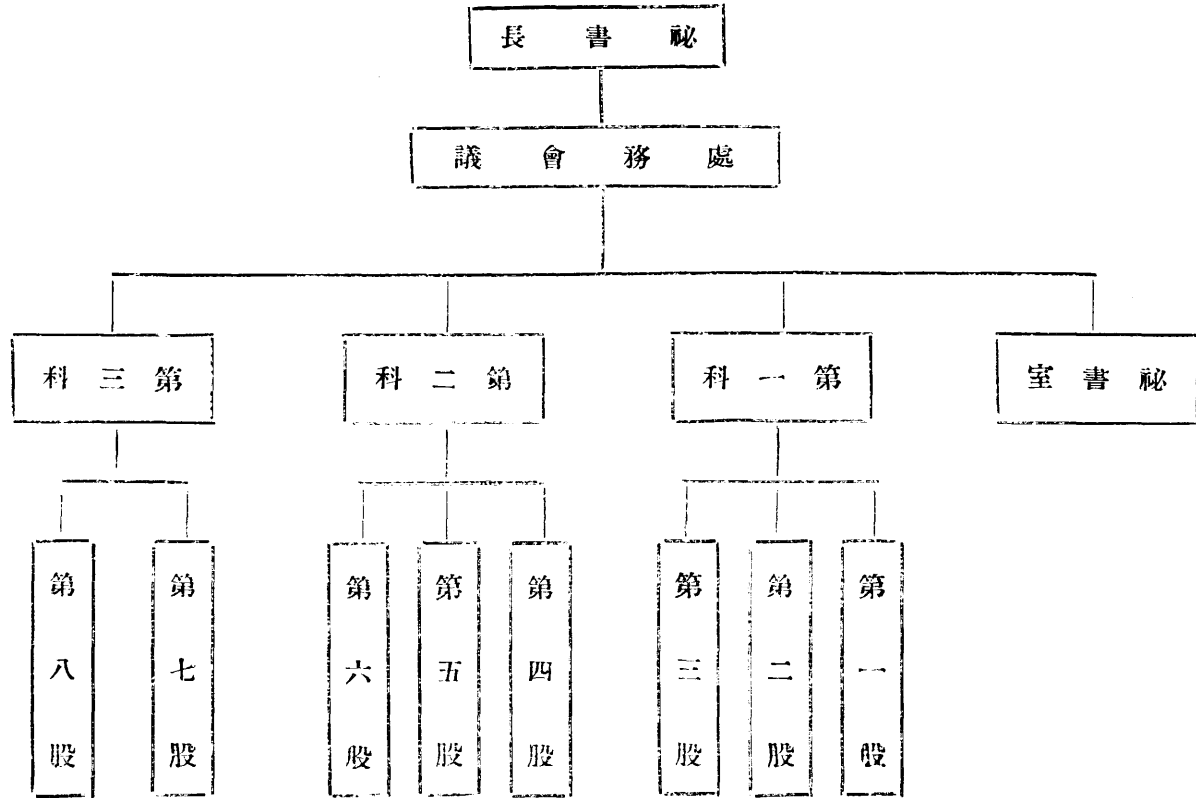 祕書長
處務會議
祕書室
第一科
第二科
第三科
第一股
第二股
第三股
第四股
第五股
第六股
第七股
第八股